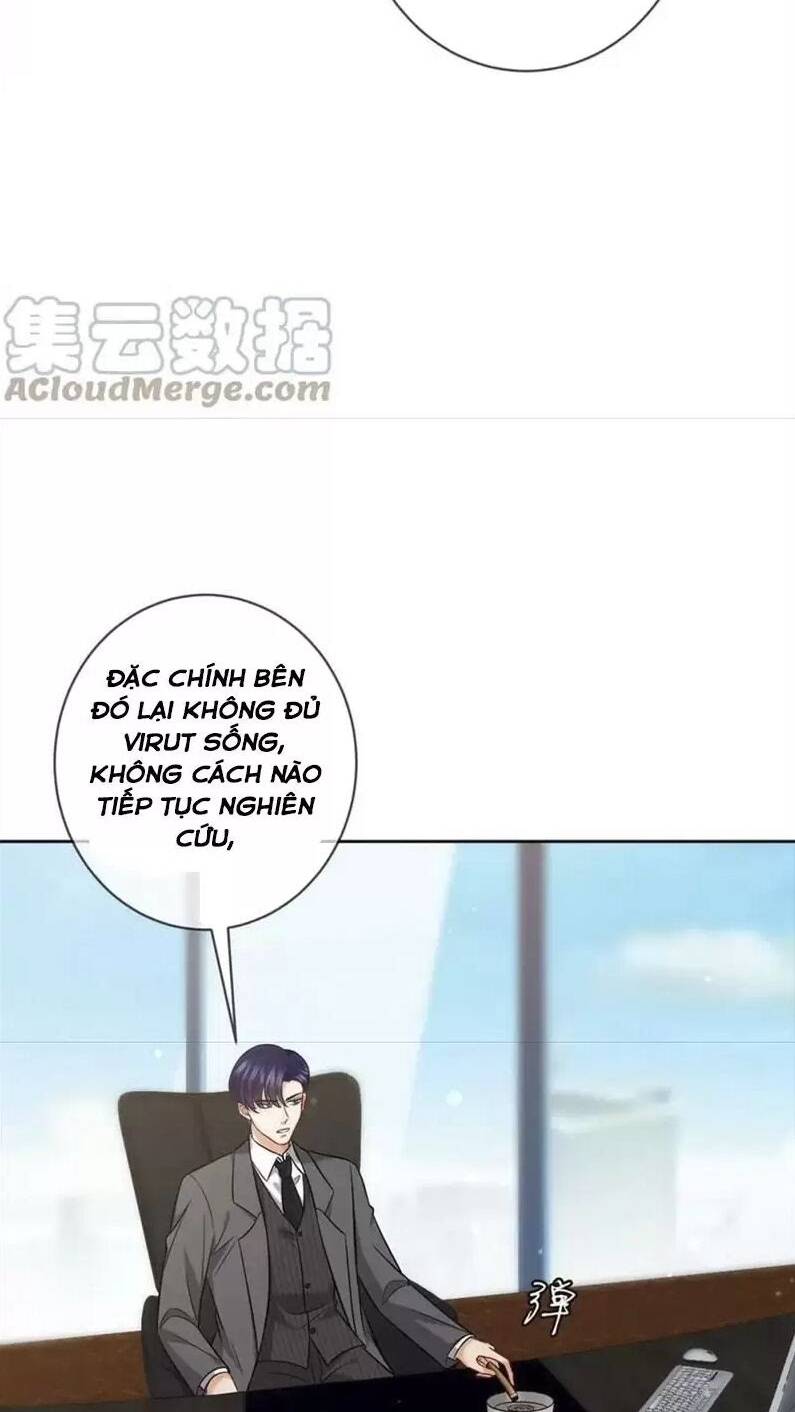 集云数据
ACloudMerge.com
ĐẶC CHÍNH BÊN
ĐÓ LẠI KHÔNG ĐỦ
VIRUT SỐNG,
KHÔNG CÁCH NÀO
TIẾP TỤC NGHIÊN
CỨU,
弹